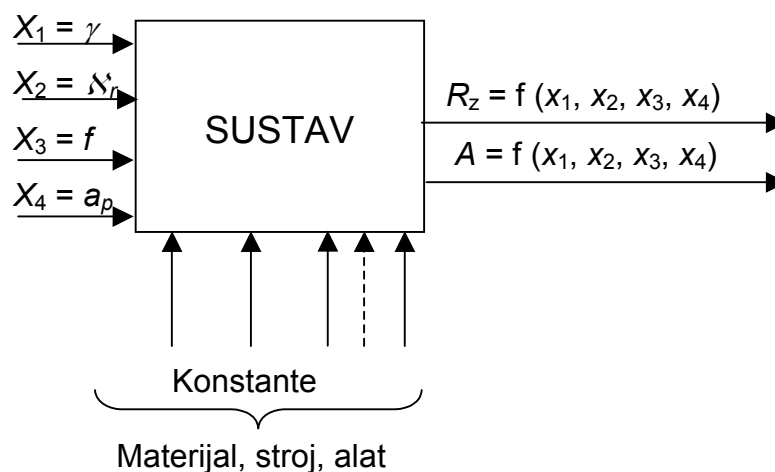 X₁ = γ
X₂ = ℵᵣ
X₃ = f
X₄ = aₚ
SUSTAV
R_z = f (x₁, x₂, x₃, x₄)
A = f (x₁, x₂, x₃, x₄)
Konstante
Materijal, stroj, alat